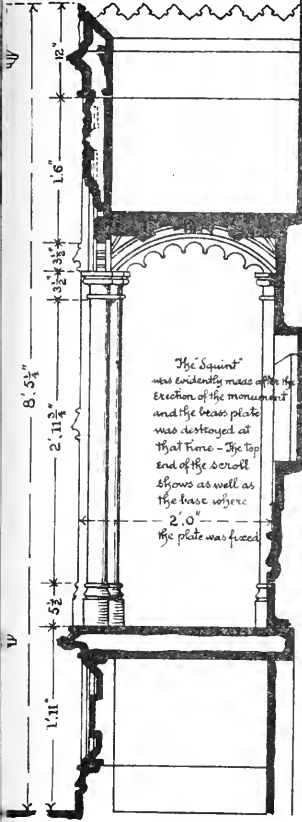 12"
1'.6"
3½"
3½"
8'.5¼"
2'.11¾"
5½"
1'.11"
The "Squint"
was evidently made after the
Erection of the monument
and the brass plate
was destroyed at
that time - The top
End of the scroll
shows as well as
the base where
2'.0"
the plate was fixed